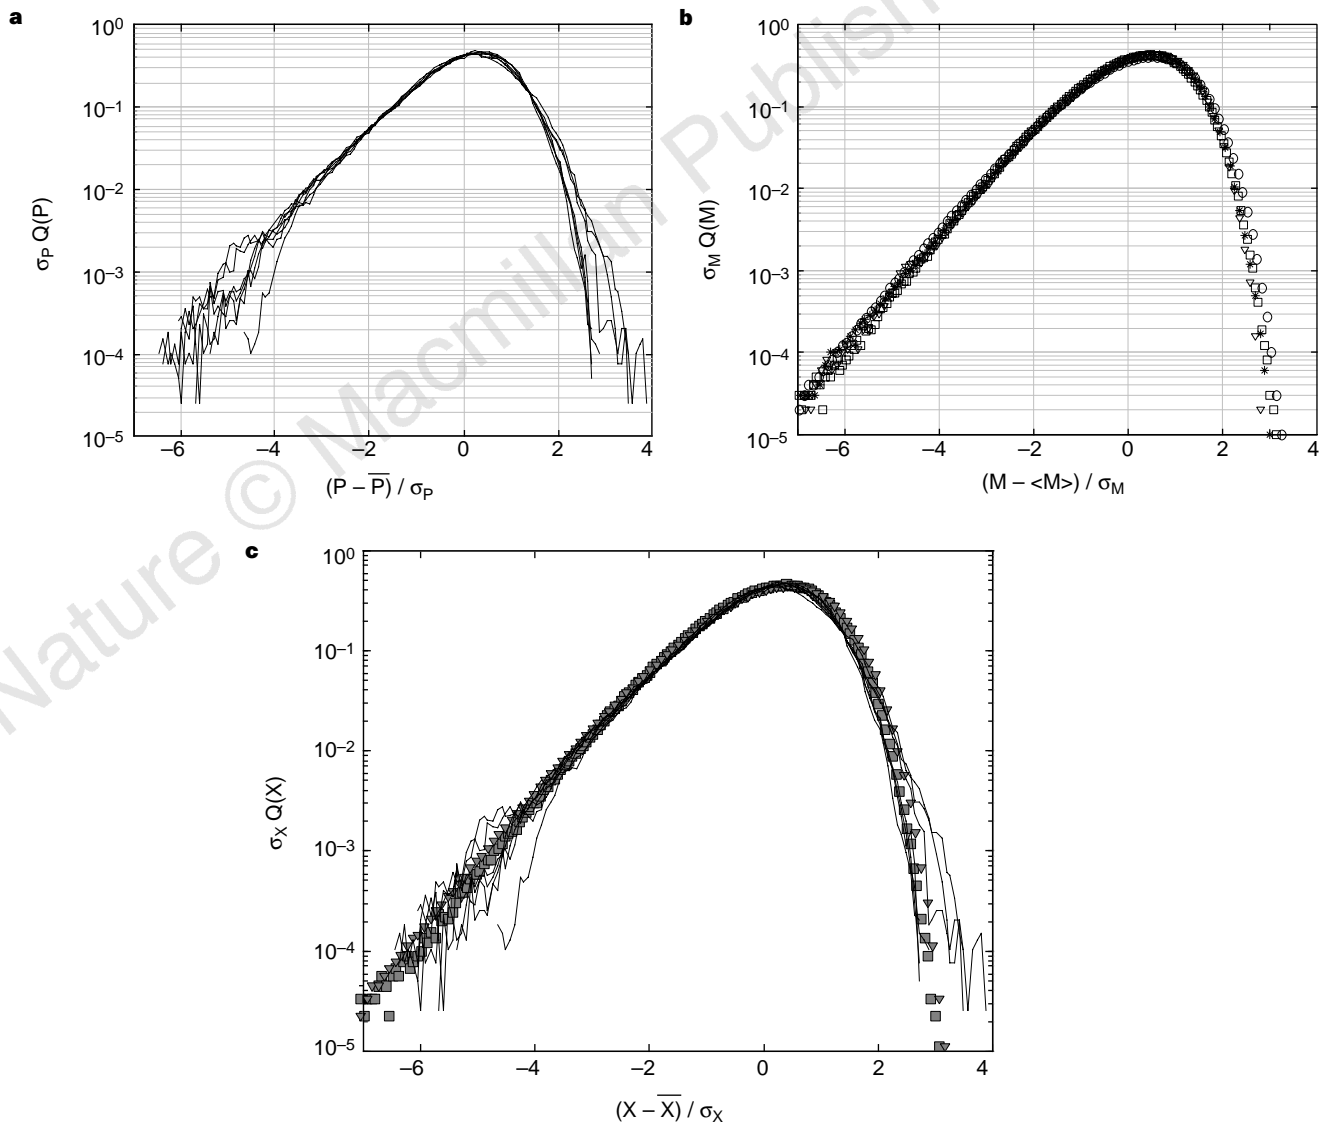 a
10⁰
10⁻¹
10⁻²
10⁻³
10⁻⁴
10⁻⁵
σP Q(P)
–6 –4 –2 0 2 4
(P – P̅) / σP
b
10⁰
10⁻¹
10⁻²
10⁻³
10⁻⁴
10⁻⁵
σM Q(M)
–6 –4 –2 0 2 4
(M – <M>) / σM
c
10⁰
10⁻¹
10⁻²
10⁻³
10⁻⁴
10⁻⁵
σX Q(X)
–6 –4 –2 0 2 4
(X – X̅) / σX
Nature © Macmillan Publish